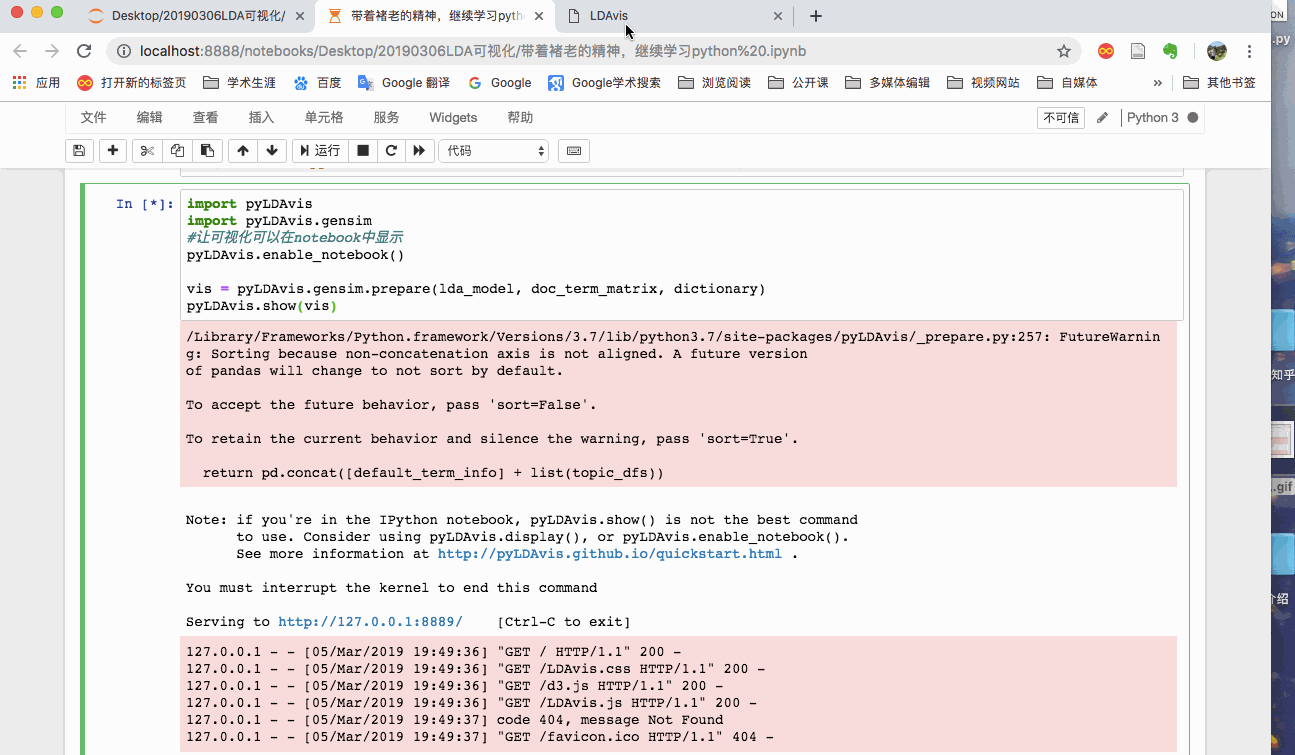 Desktop/20190306LDA可视化/
带着褚老的精神，继续学习pyth
LDAvis
localhost:8888/notebooks/Desktop/20190306LDA可视化/带着褚老的精神，继续学习python%20.ipynb
应用
打开新的标签页
学术生涯
百度
Google 翻译
Google
Google学术搜索
浏览阅读
公开课
多媒体编辑
视频网站
自媒体
»
其他书签
文件
编辑
查看
插入
单元格
服务
Widgets
帮助
不可信
Python 3
运行
代码
In [*]:
import pyLDAvis
import pyLDAvis.gensim
#让可视化可以在notebook中显示
pyLDAvis.enable_notebook()
vis = pyLDAvis.gensim.prepare(lda_model, doc_term_matrix, dictionary)
pyLDAvis.show(vis)
/Library/Frameworks/Python.framework/Versions/3.7/lib/python3.7/site-packages/pyLDAvis/_prepare.py:257: FutureWarnin
g: Sorting because non-concatenation axis is not aligned. A future version
of pandas will change to not sort by default.
To accept the future behavior, pass 'sort=False'.
To retain the current behavior and silence the warning, pass 'sort=True'.
return pd.concat([default_term_info] + list(topic_dfs))
Note: if you're in the IPython notebook, pyLDAvis.show() is not the best command
to use. Consider using pyLDAvis.display(), or pyLDAvis.enable_notebook().
See more information at http://pyLDAvis.github.io/quickstart.html .
You must interrupt the kernel to end this command
Serving to http://127.0.0.1:8889/    [Ctrl-C to exit]
127.0.0.1 - - [05/Mar/2019 19:49:36] "GET / HTTP/1.1" 200 -
127.0.0.1 - - [05/Mar/2019 19:49:36] "GET /LDAvis.css HTTP/1.1" 200 -
127.0.0.1 - - [05/Mar/2019 19:49:36] "GET /d3.js HTTP/1.1" 200 -
127.0.0.1 - - [05/Mar/2019 19:49:36] "GET /LDAvis.js HTTP/1.1" 200 -
127.0.0.1 - - [05/Mar/2019 19:49:37] code 404, message Not Found
127.0.0.1 - - [05/Mar/2019 19:49:37] "GET /favicon.ico HTTP/1.1" 404 -
ON
.py
知乎
..gif
介绍